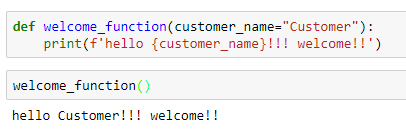 def welcome_function(customer_name="Customer"):
    print(f'hello {customer_name}!!! welcome!!')
welcome_function()
hello Customer!!! welcome!!